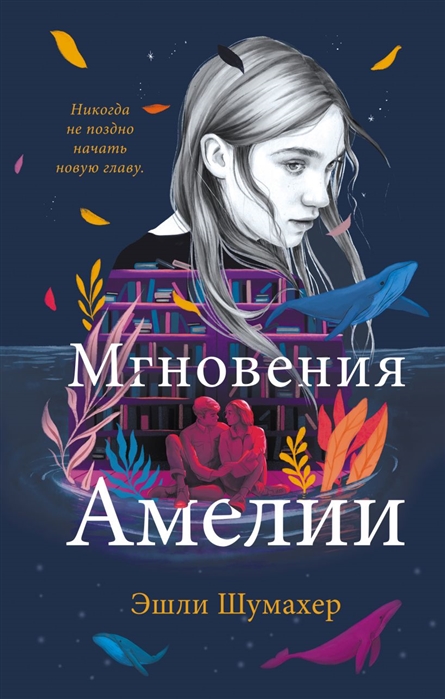 Никогда
не поздно
начать
новую главу.
Мгновения
Амелии
Эшли Шумахер